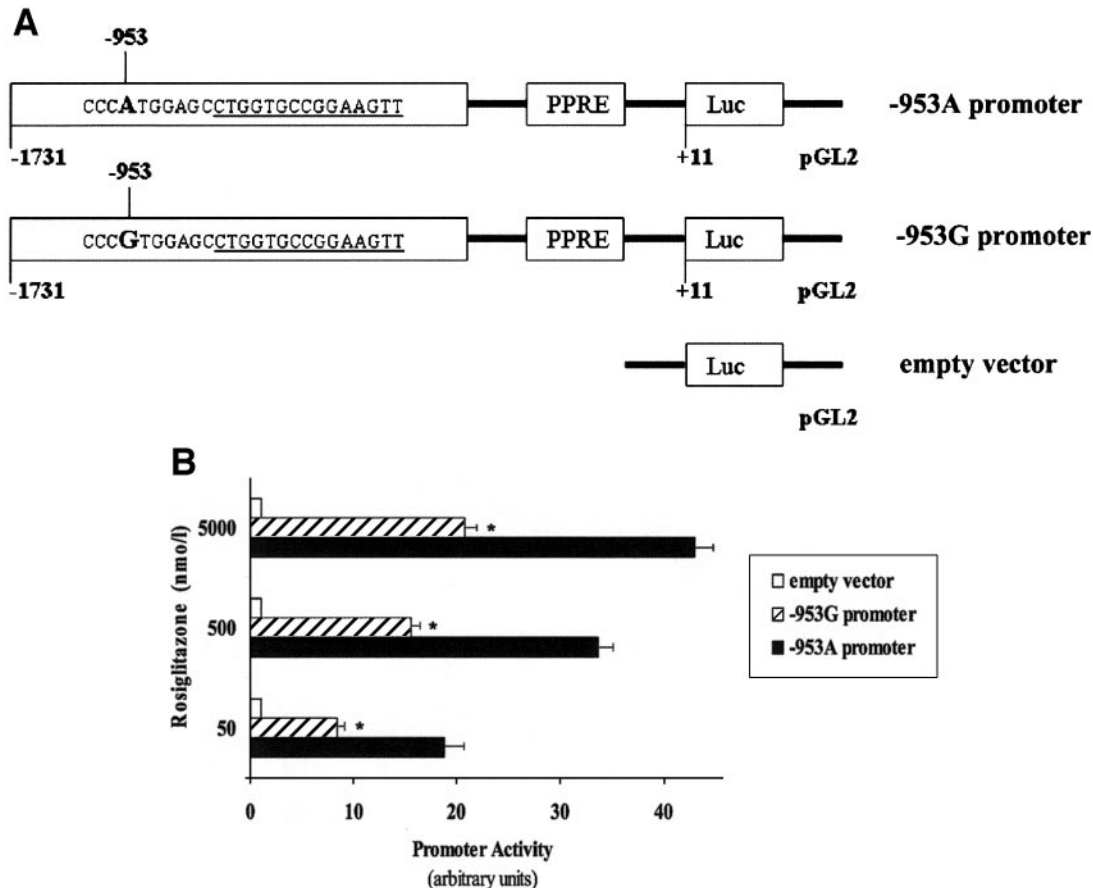 A
-953
CCCATGGAGCCTGGTGCCGGAAGTT
PPRE
Luc
-953A promoter
-1731
+11
pGL2
-953
CCCGTGGAGCCTGGTGCCGGAAGTT
PPRE
Luc
-953G promoter
-1731
+11
pGL2
Luc
empty vector
pGL2
B
Rosiglitazone (nmo/l)
5000
*
500
*
50
*
0 10 20 30 40
Promoter Activity
(arbitrary units)
empty vector
-953G promoter
-953A promoter